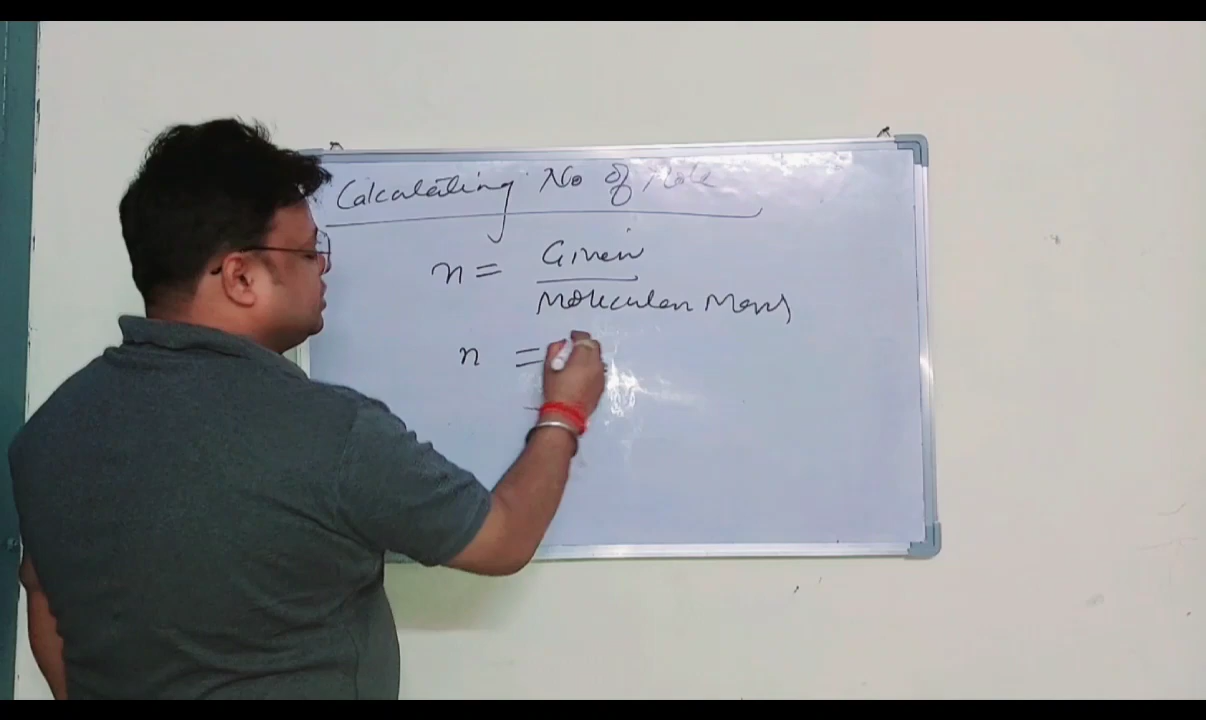 Calculating No of Mole
n = Given
Molecular Mass
n =